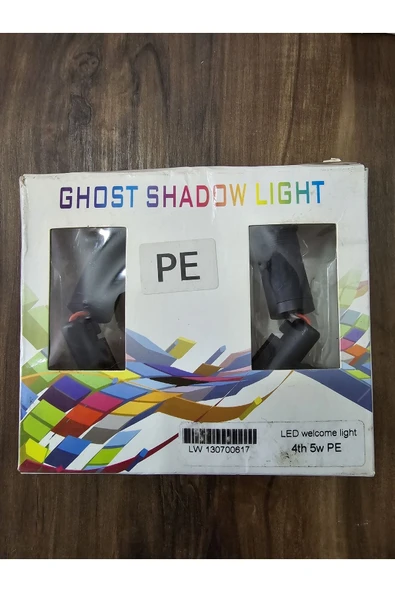 GHOST SHADOW LIGHT
PE
LED welcome light
4th 5w PE
LW 130700617